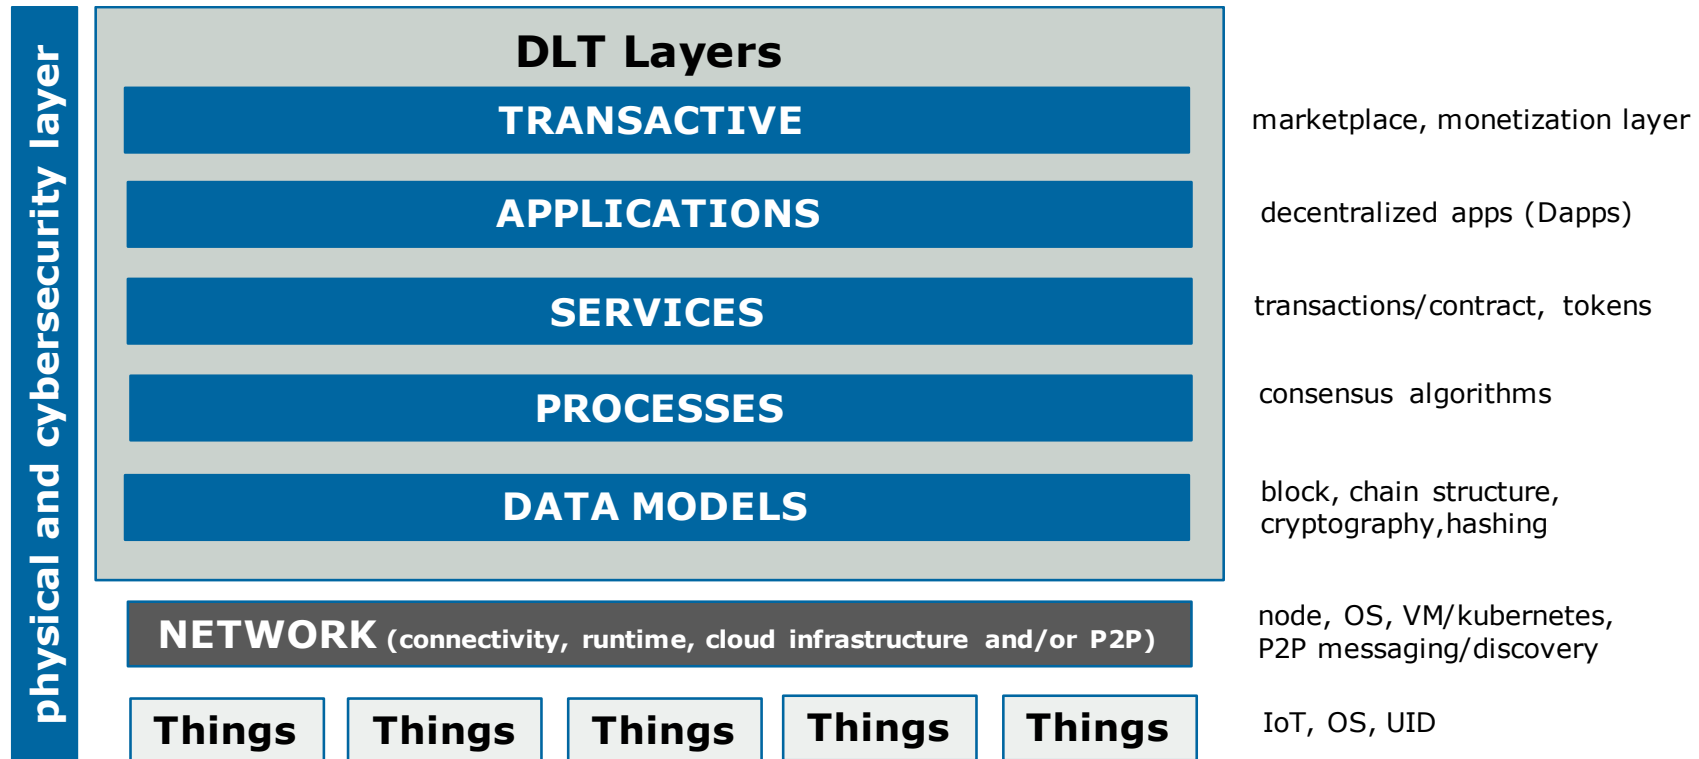 physical and cybersecurity layer
DLT Layers
TRANSACTIVE
marketplace, monetization layer
APPLICATIONS
decentralized apps (Dapps)
SERVICES
transactions/contract, tokens
PROCESSES
consensus algorithms
DATA MODELS
block, chain structure,
cryptography,hashing
NETWORK (connectivity, runtime, cloud infrastructure and/or P2P)
node, OS, VM/kubernetes,
P2P messaging/discovery
Things Things Things Things Things
IoT, OS, UID